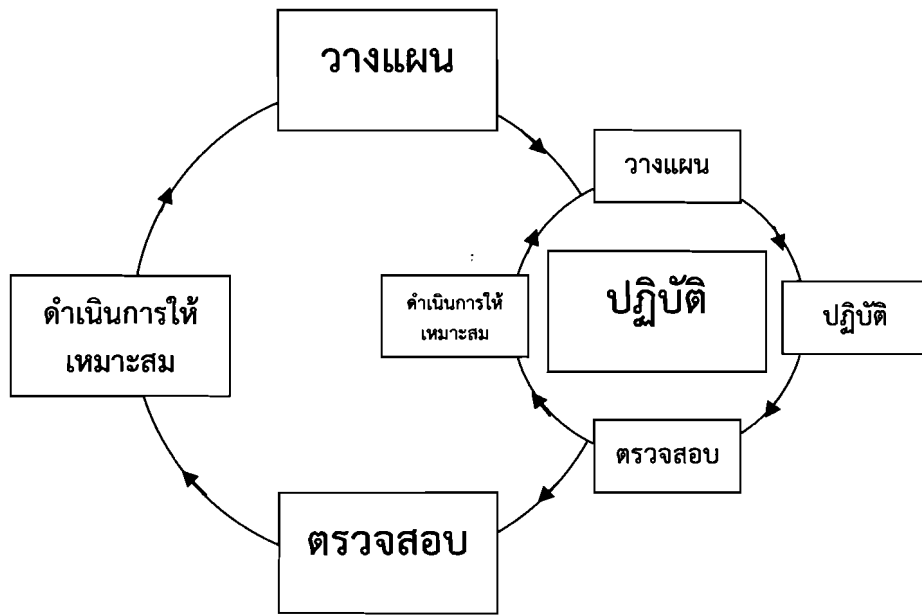 วางแผน
วางแผน
ดำเนินการให้
เหมาะสม
ดำเนินการให้
เหมาะสม
ปฏิบัติ
ปฏิบัติ
ตรวจสอบ
ตรวจสอบ